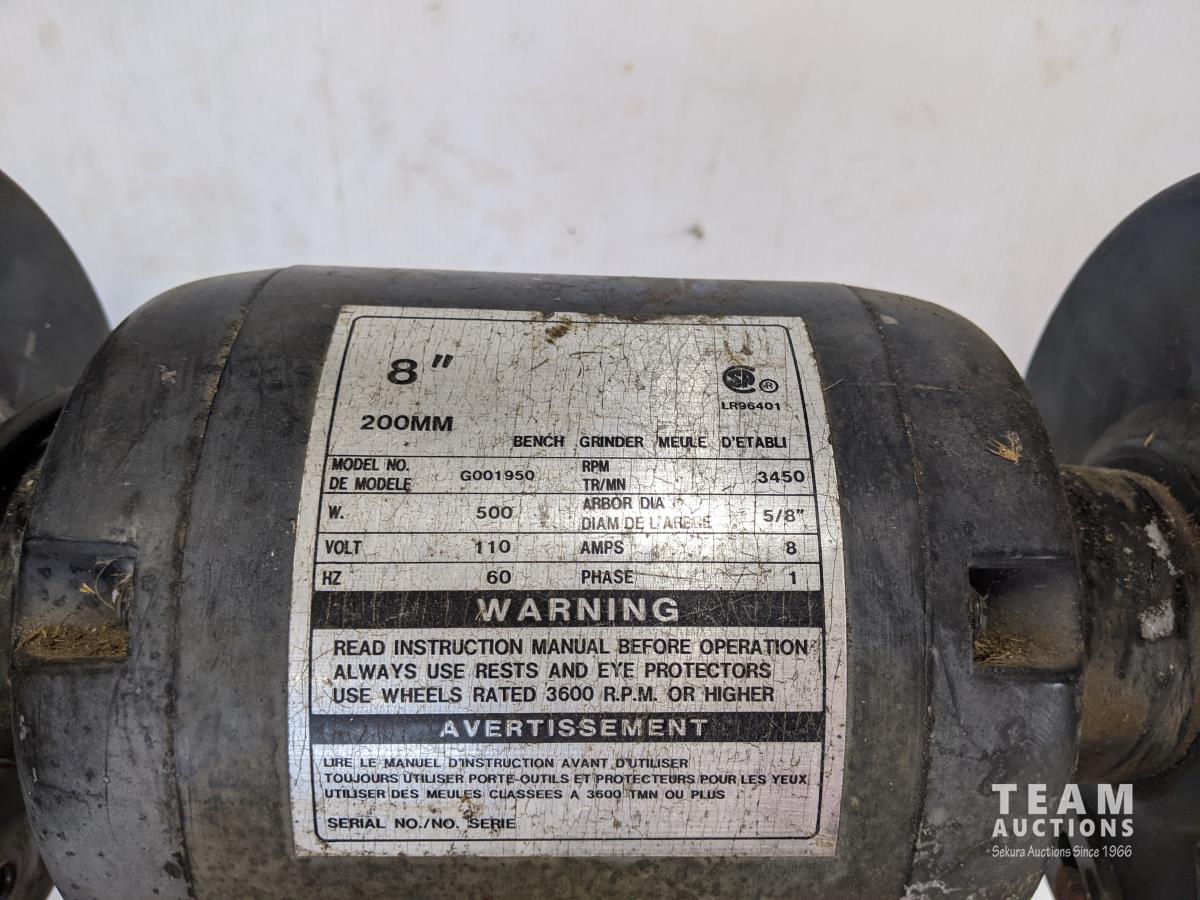 8"
200MM
SP ®
LR96401
BENCH GRINDER MEULE D'ETABLI
MODEL NO. DE MODELE G001950 RPM TR/MN 3450
W. 500 ARBOR DIA DIAM DE L'ARBRE 5/8"
VOLT 110 AMPS 8
HZ 60 PHASE 1
WARNING
READ INSTRUCTION MANUAL BEFORE OPERATION
ALWAYS USE RESTS AND EYE PROTECTORS
USE WHEELS RATED 3600 R.P.M. OR HIGHER
AVERTISSEMENT
LIRE LE MANUEL D'INSTRUCTION AVANT D'UTILISER
TOUJOURS UTILISER PORTE-OUTILS ET PROTECTEURS POUR LES YEUX
UTILISER DES MEULES CLASSEES A 3600 TMN OU PLUS
SERIAL NO./NO. SERIE
TEAM
AUCTIONS
Sekura Auctions Since 1966